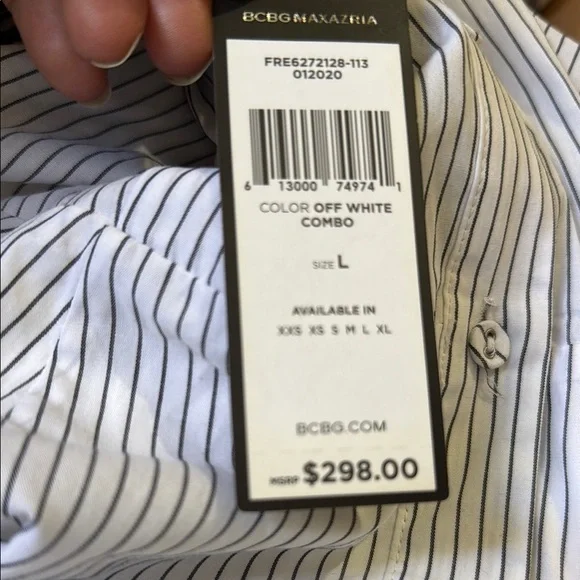 BCBGMAXAZRIA
FRE6272128-113
012020
6 13000 74974 1
COLOR OFF WHITE
COMBO
SIZE L
AVAILABLE IN
XXS XS S M L XL
BCBG.COM
MSRP $298.00